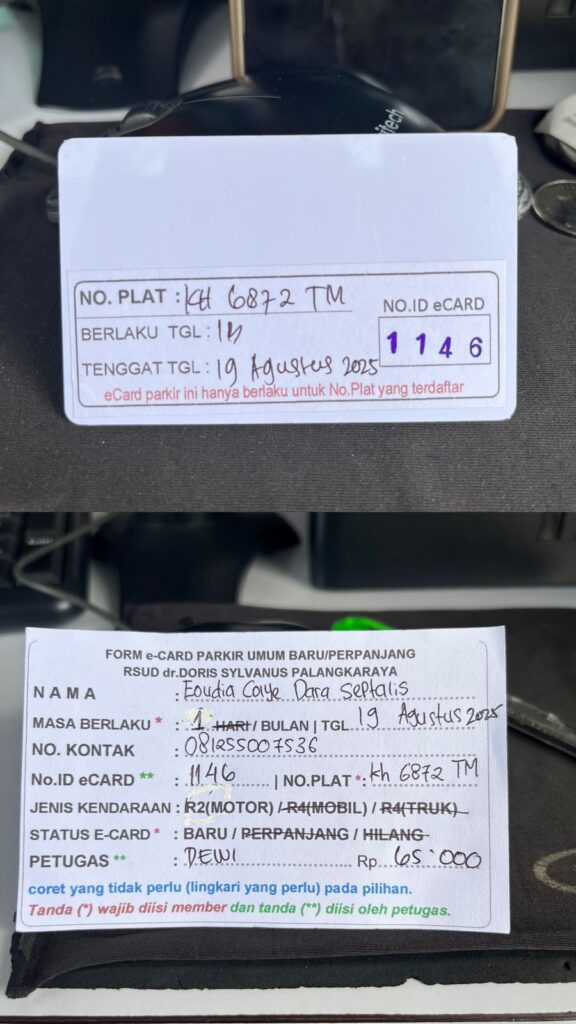 itech
NO. PLAT : KH 6872 TM
NO.ID eCARD
BERLAKU TGL :
1146
TENGGAT TGL : 19 Agustus 2025
eCard parkir ini hanya berlaku untuk No.Plat yang terdaftar
FORM e-CARD PARKIR UMUM BARU/PERPANJANG
RSUD dr.DORIS SYLVANUS PALANGKARAYA
NAMA : Eoudia Caye Dara Septalis
MASA BERLAKU * : 1 HARI / BULAN | TGL 19 Agustus 2025
NO. KONTAK : 081255007536
No.ID eCARD ** : 1146 | NO.PLAT *: kh 6872 TM
JENIS KENDARAAN : R2(MOTOR) / R4(MOBIL) / R4(TRUK)
STATUS E-CARD * : BARU / PERPANJANG / HILANG
PETUGAS ** : DEWI Rp. 65.000
coret yang tidak perlu (lingkari yang perlu) pada pilihan.
Tanda (*) wajib diisi member dan tanda (**) diisi oleh petugas.